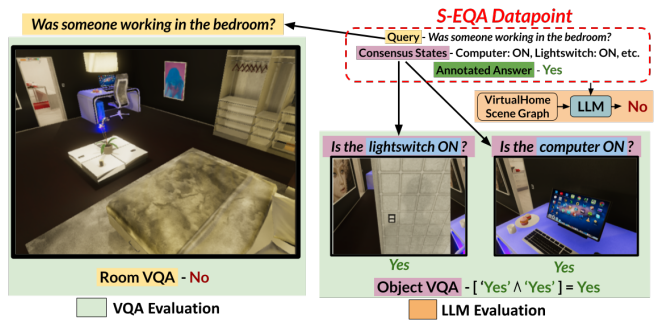 Was someone working in the bedroom?
S-EQA Datapoint
Query - Was someone working in the bedroom?
Consensus States - Computer: ON, Lightswitch: ON, etc.
Annotated Answer - Yes
VirtualHome
Scene Graph
LLM
No
Is the lightswitch ON ?
Is the computer ON ?
Yes
Yes
Room VQA - No
Object VQA - [ ‘Yes’ ∧ ‘Yes’ ] = Yes
VQA Evaluation
LLM Evaluation